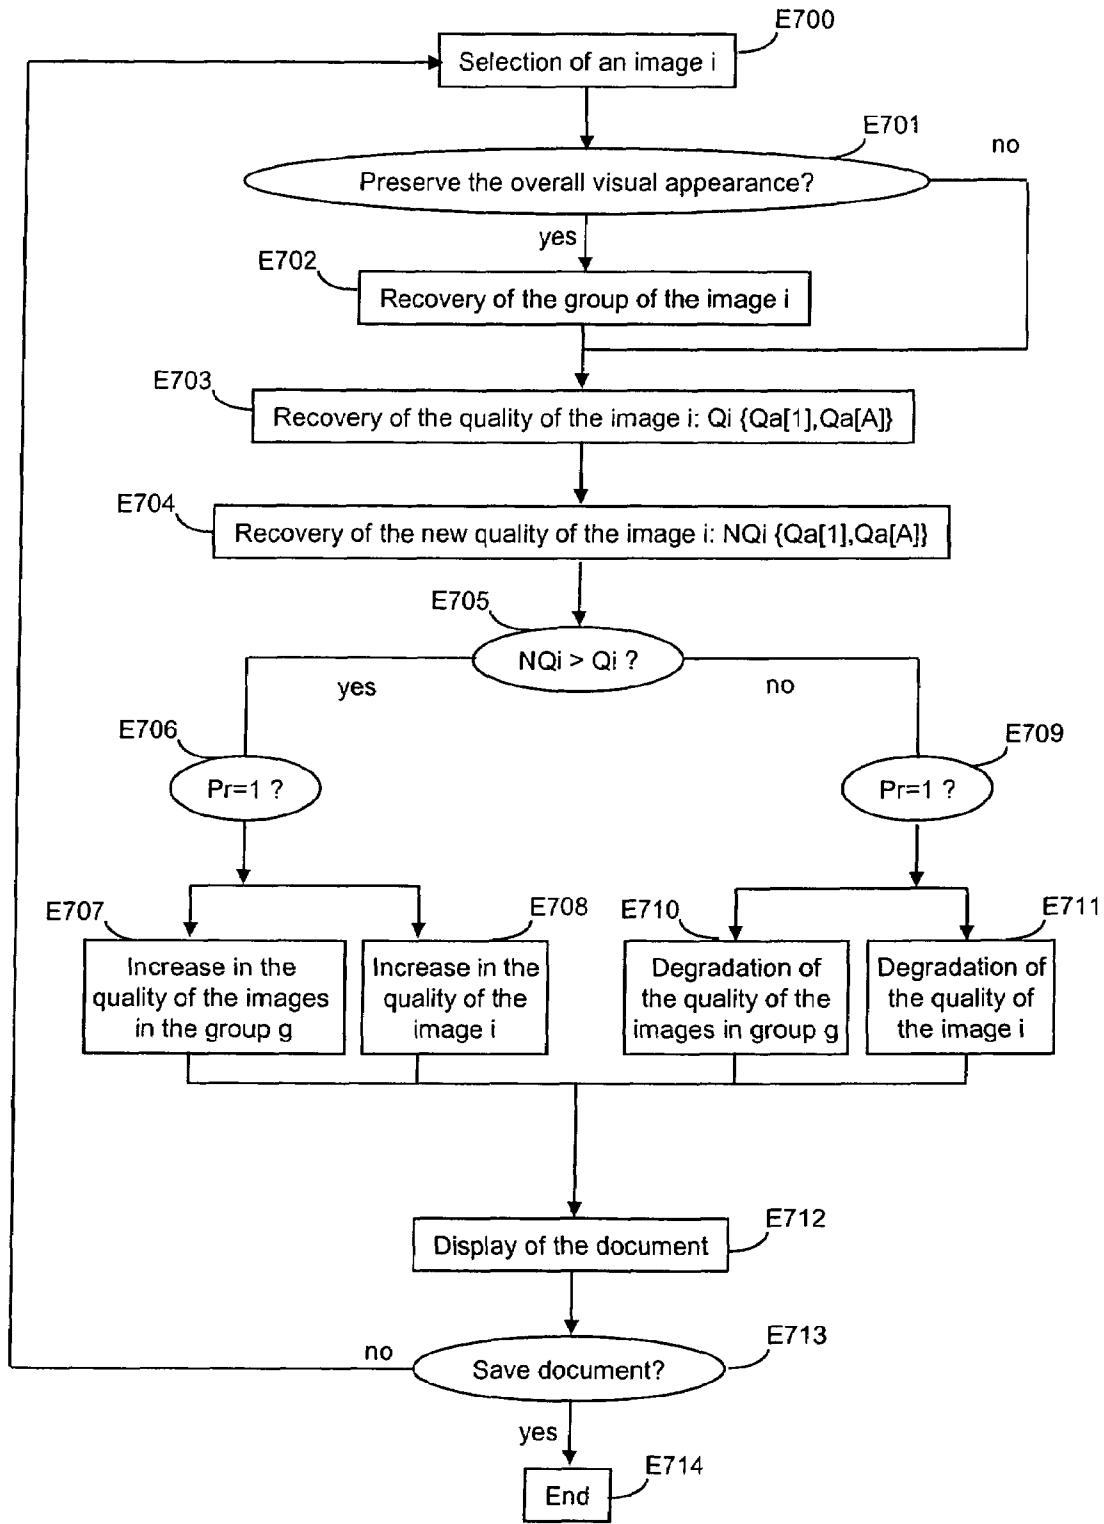 E700
Selection of an image i
E701
no
Preserve the overall visual appearance?
yes
E702
Recovery of the group of the image i
E703
Recovery of the quality of the image i: Qi {Qa[1],Qa[A]}
E704
Recovery of the new quality of the image i: NQi {Qa[1],Qa[A]}
E705
NQi > Qi ?
yes
no
E706
E709
Pr=1 ?
Pr=1 ?
E707
E708
E710
E711
Increase in the
quality of the images
in the group g
Increase in the
quality of the
image i
Degradation of
the quality of the
images in group g
Degradation of
the quality of
the image i
E712
Display of the document
E713
no
Save document?
yes
E714
End